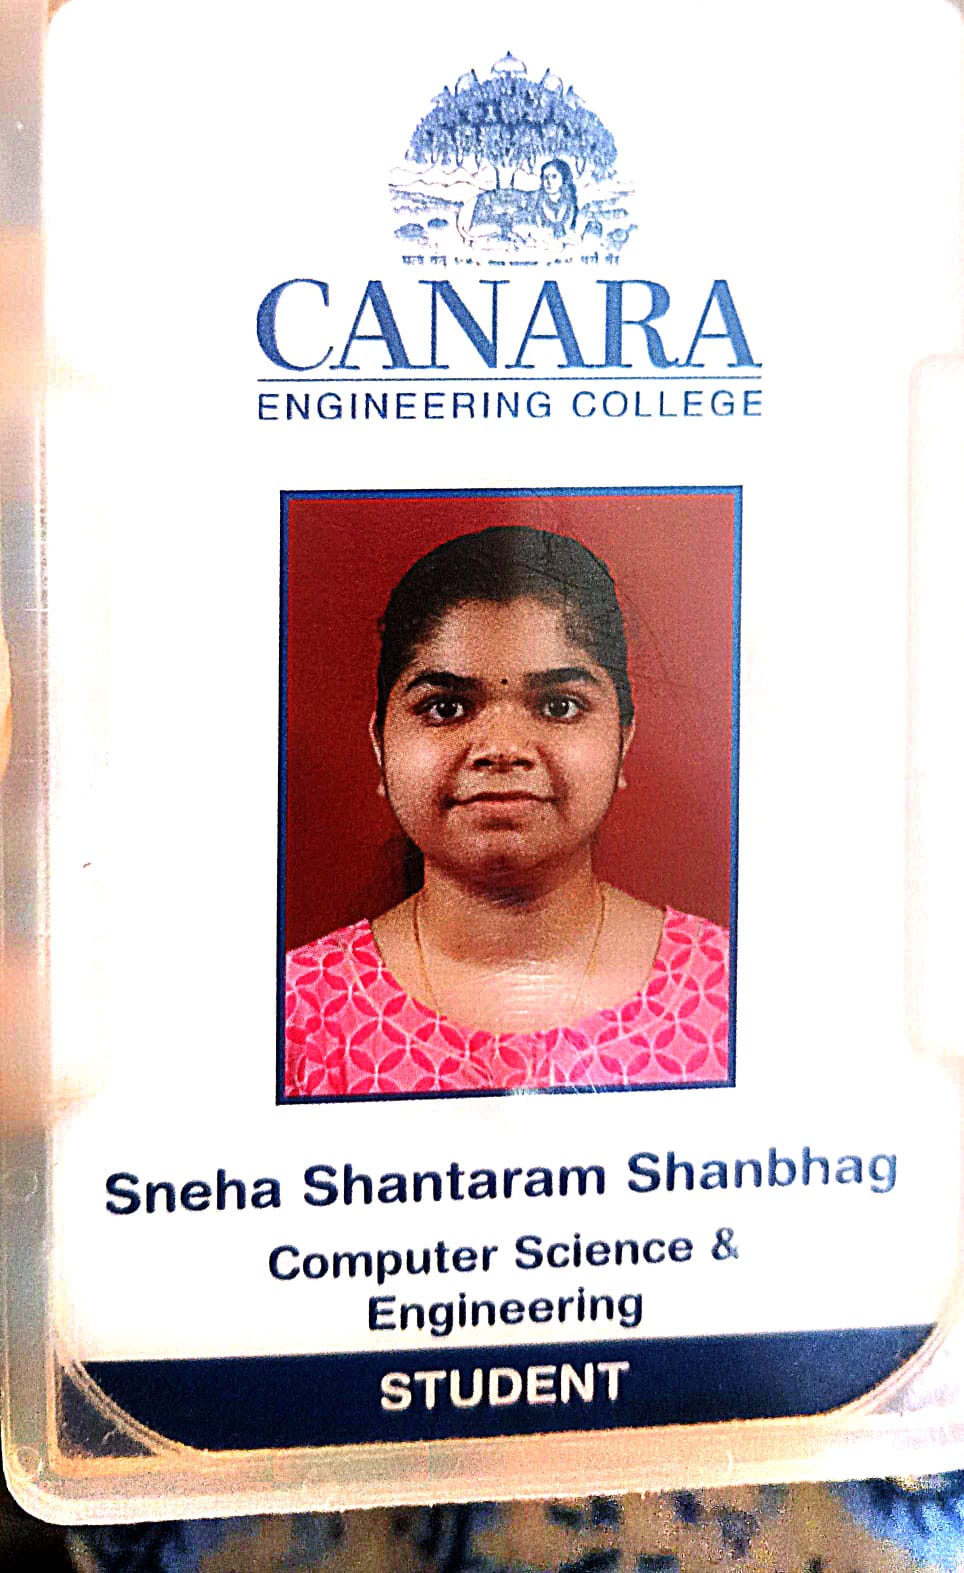 CANARA
ENGINEERING COLLEGE
Sneha Shantaram Shanbhag
Computer Science &
Engineering
STUDENT